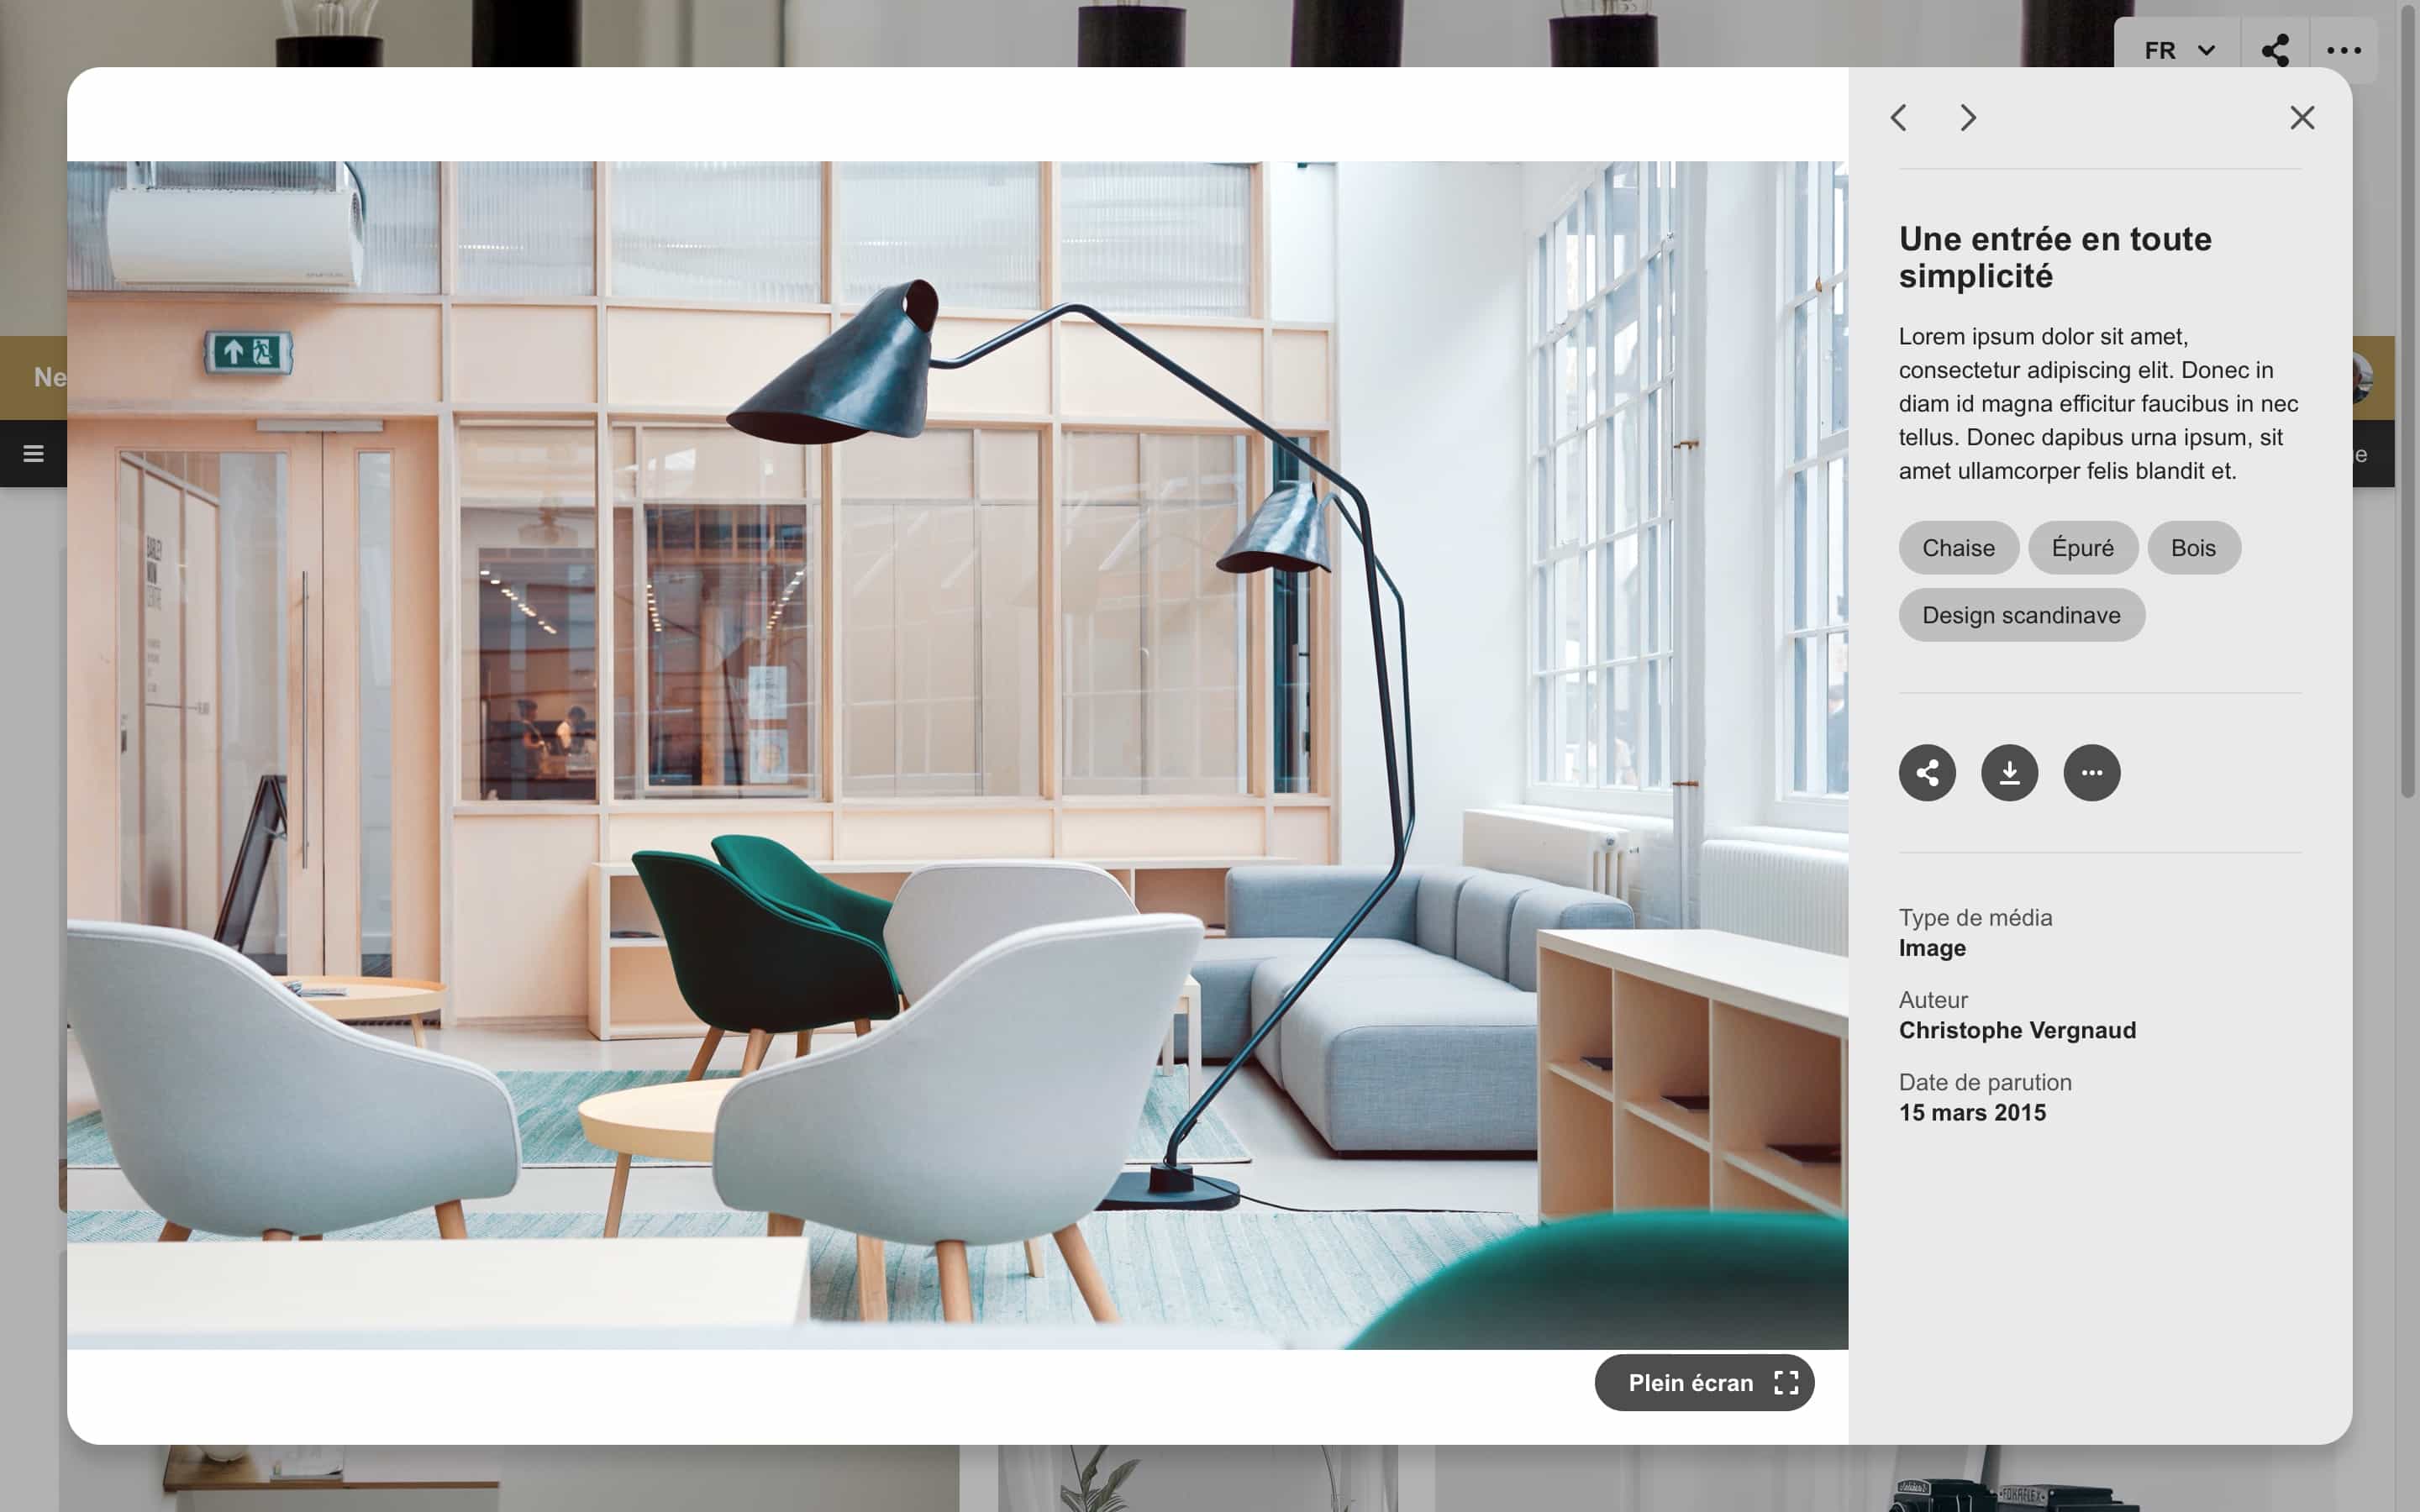 FR
Ne
Une entrée en toute
simplicité
Lorem ipsum dolor sit amet,
consectetur adipiscing elit. Donec in
diam id magna efficitur faucibus in nec
tellus. Donec dapibus urna ipsum, sit
amet ullamcorper felis blandit et.
Chaise
Épuré
Bois
Design scandinave
Type de média
Image
Auteur
Christophe Vergnaud
Date de parution
15 mars 2015
Plein écran